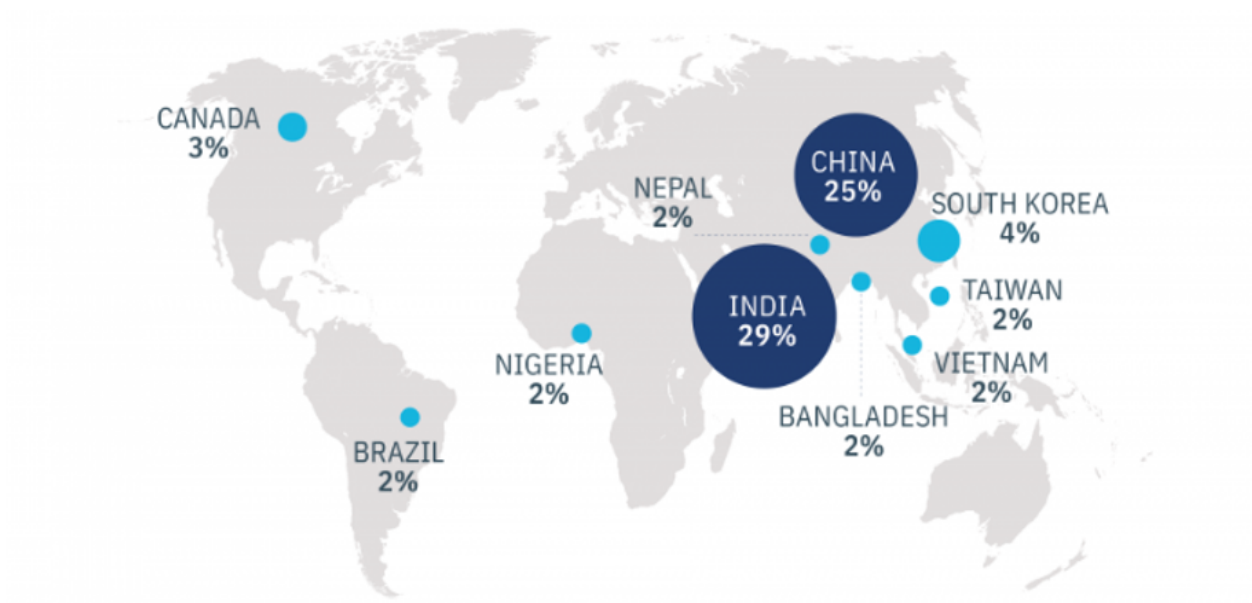 CANADA
3%
CHINA
25%
NEPAL
2%
SOUTH KOREA
4%
INDIA
29%
TAIWAN
2%
NIGERIA
2%
VIETNAM
2%
BANGLADESH
2%
BRAZIL
2%